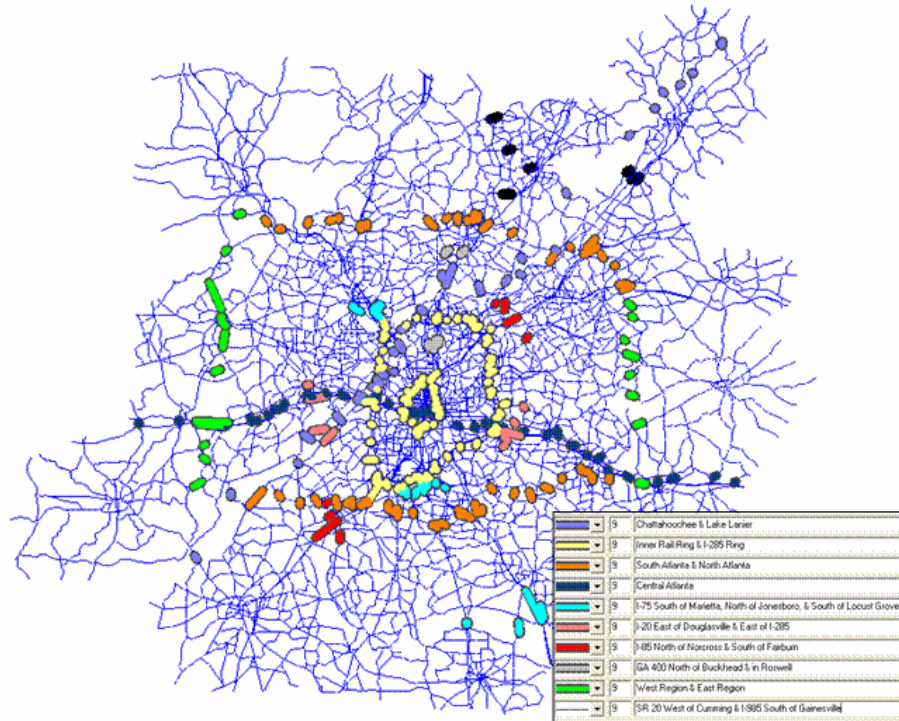 9 Chattahoochee & Lake Lanier
9 Inner Rail Ring & I-285 Ring
9 South Atlanta & North Atlanta
9 Central Atlanta
9 I-75 South of Marietta, North of Jonesboro, & South of Locust Grove
9 I-20 East of Douglasville & East of I-285
9 I-85 North of Norcross & South of Fairburn
9 GA 400 North of Buckhead & in Roswell
9 West Region & East Region
9 SR 20 West of Cumming & I-985 South of Gainesville